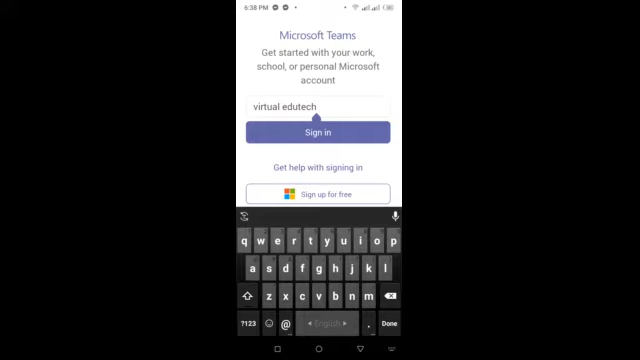 6:38 PM
Microsoft Teams
Get started with your work,
school, or personal Microsoft
account
virtual edutech
Sign in
Get help with signing in
Sign up for free
q w e r t y u i o p
a s d f g h j k l
z x c v b n m
?123 @ English . Done